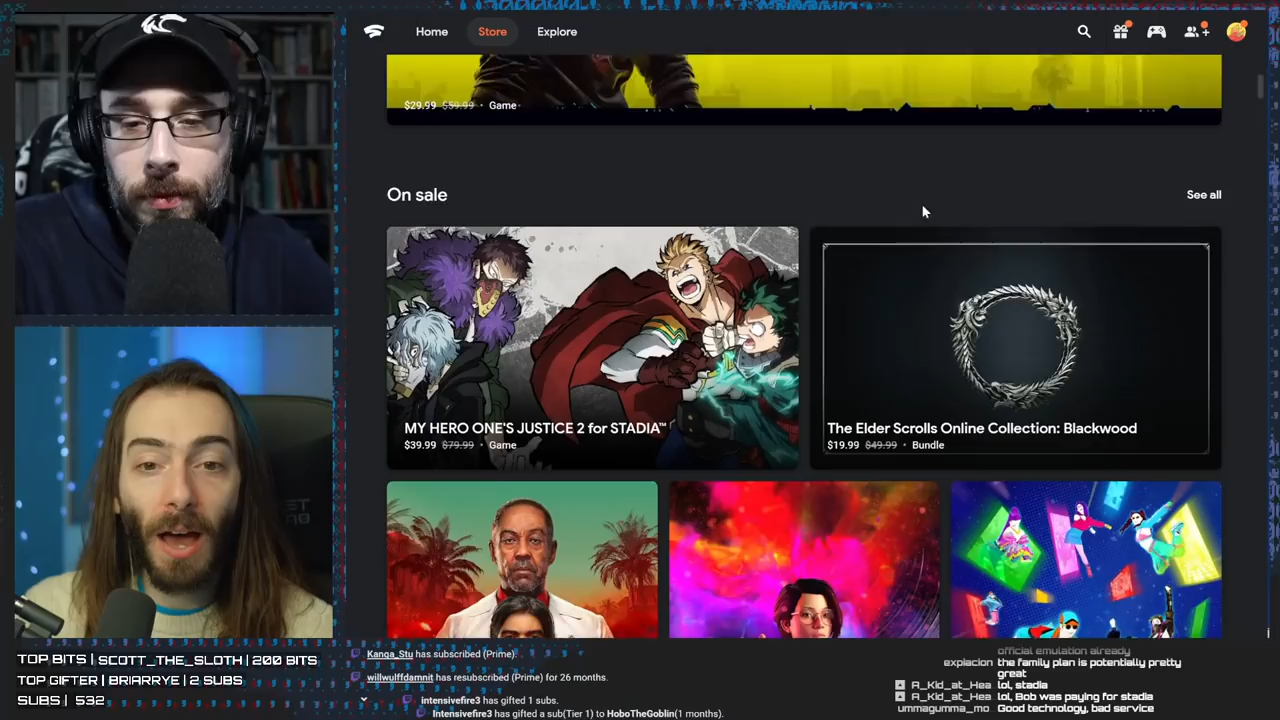 Home
Store
Explore
$29.99 $59.99 • Game
On sale
See all
MY HERO ONE'S JUSTICE 2 for STADIA™
$39.99 $79.99 • Game
The Elder Scrolls Online Collection: Blackwood
$19.99 $49.99 • Bundle
TOP BITS | SCOTT_THE_SLOTH | 200 BITS
TOP GIFTER | BRIARRYE | 2 SUBS
SUBS | 532
Kanga_Stu has subscribed (Prime).
willwulffdamnit has resubscribed (Prime) for 26 months.
intensivefire3 has gifted 1 subs.
Intensivefire3 has gifted a sub(Tier 1) to HoboTheGoblin(1 months).
official emulation already
explacion the family plan is potentially pretty
great
A_Kid_at_Hea lol, stadia
A_Kid_at_Hea lol, Bob was paying for stadia
ummagumma_mo Good technology, bad service